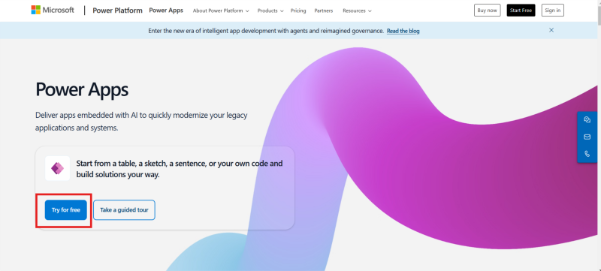 Microsoft Power Platform Power Apps About Power Platform Products Pricing Partners Resources Buy now Start Free Sign in
Enter the new era of intelligent app development with agents and reimagined governance. Read the blog
Power Apps
Deliver apps embedded with AI to quickly modernize your legacy
applications and systems.
Start from a table, a sketch, a sentence, or your own code and
build solutions your way.
Try for free Take a guided tour